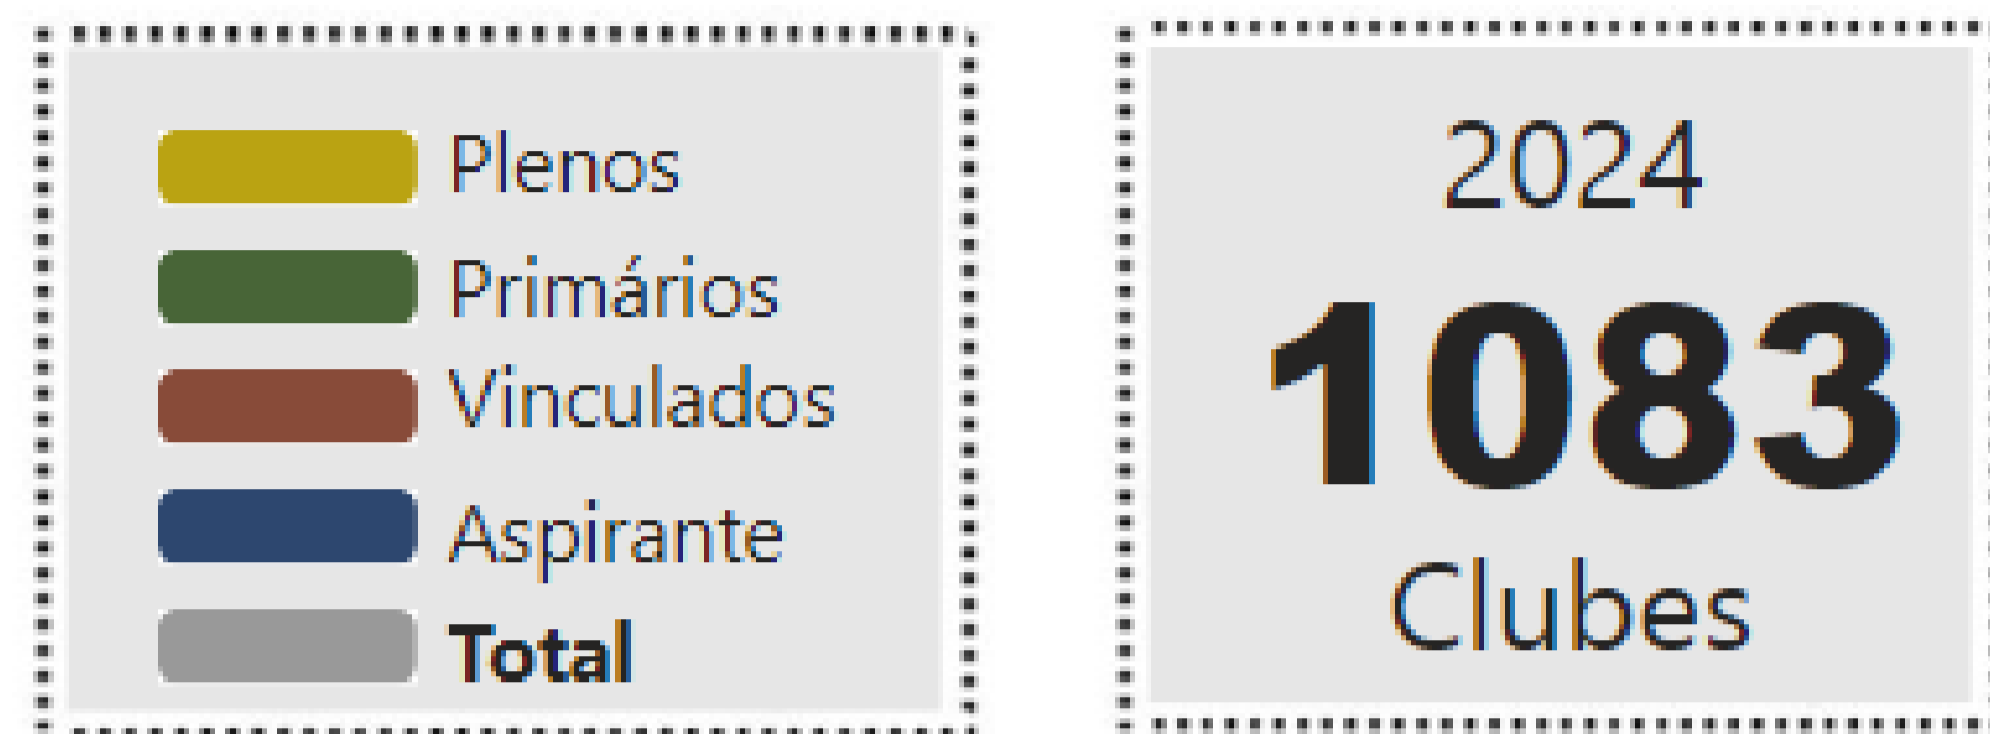 Plenos
Primários
Vinculados
Aspirante
Total
2024
1083
Clubes